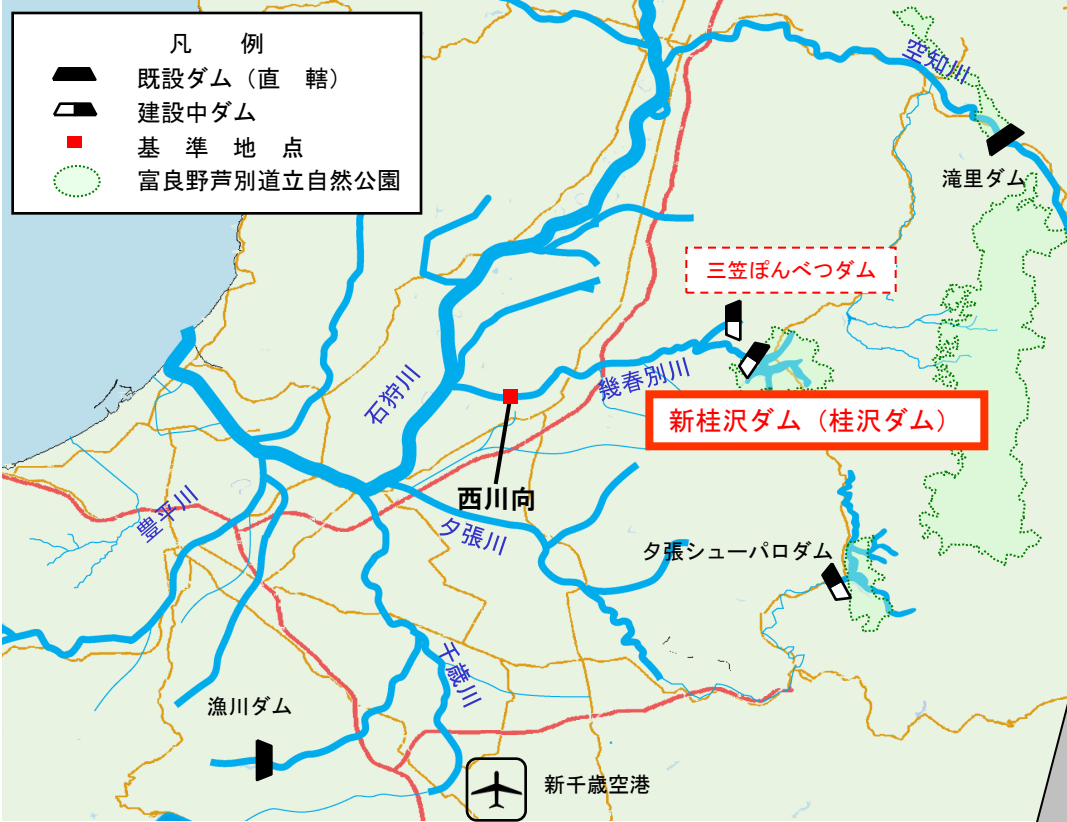 凡　例
既設ダム（直　轄）
建設中ダム
基　準　地　点
富良野芦別道立自然公園
空知川
滝里ダム
三笠ぽんべつダム
幾春別川
石狩川
新桂沢ダム（桂沢ダム）
西川向
豊平川
夕張川
夕張シューパロダム
千歳川
漁川ダム
新千歳空港